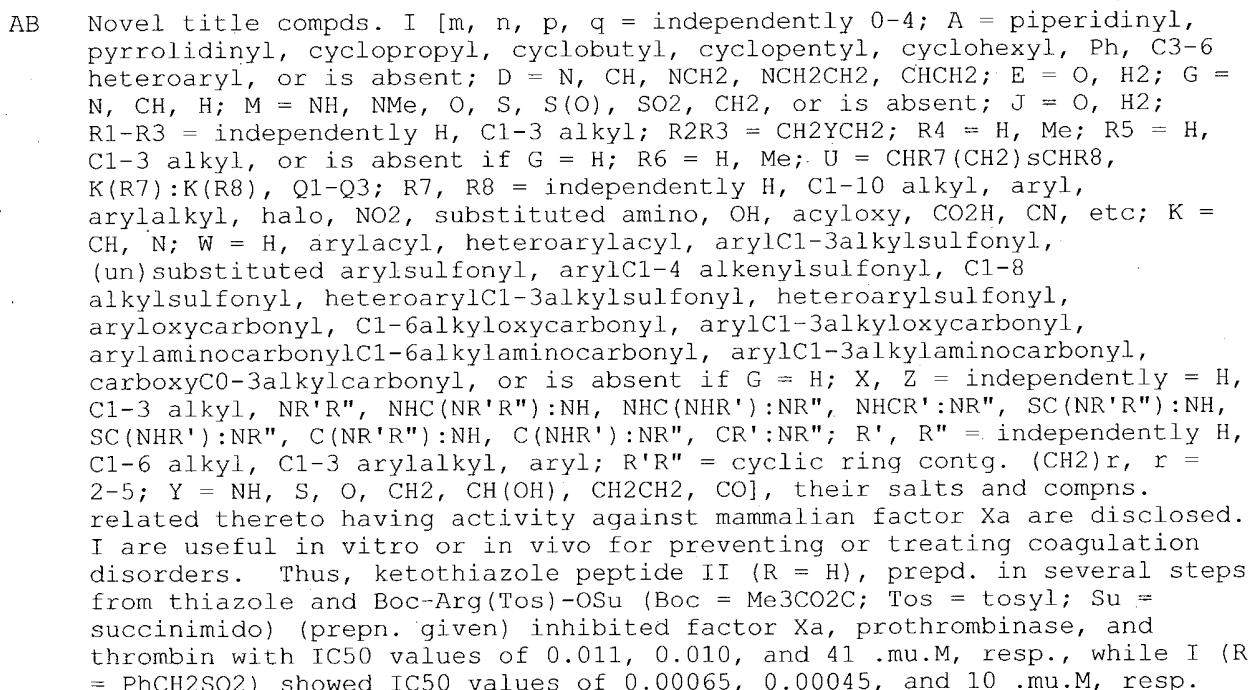 AB Novel title compds. I [m, n, p, q = independently 0-4; A = piperidinyl,
pyrrolidinyl, cyclopropyl, cyclobutyl, cyclopentyl, cyclohexyl, Ph, C3-6
heteroaryl, or is absent; D = N, CH, NCH2, NCH2CH2, CHCH2; E = O, H2; G =
N, CH, H; M = NH, NMe, O, S, S(O), SO2, CH2, or is absent; J = O, H2;
R1-R3 = independently H, C1-3 alkyl; R2R3 = CH2YCH2; R4 = H, Me; R5 = H,
C1-3 alkyl, or is absent if G = H; R6 = H, Me; U = CHR7(CH2)sCHR8,
K(R7):K(R8), Q1-Q3; R7, R8 = independently H, C1-10 alkyl, aryl,
arylalkyl, halo, NO2, substituted amino, OH, acyloxy, CO2H, CN, etc; K =
CH, N; W = H, arylacyl, heteroarylacyl, arylC1-3alkylsulfonyl,
(un)substituted arylsulfonyl, arylC1-4 alkenylsulfonyl, C1-8
alkylsulfonyl, heteroarylC1-3alkylsulfonyl, heteroarylsulfonyl,
aryloxycarbonyl, C1-6alkyloxycarbonyl, arylC1-3alkyloxycarbonyl,
arylaminocarbonylC1-6alkylaminocarbonyl, arylC1-3alkylaminocarbonyl,
carboxyC0-3alkylcarbonyl, or is absent if G = H; X, Z = independently = H,
C1-3 alkyl, NR'R", NHC(NR'R"):NH, NHC(NHR'):NR", NHCR':NR", SC(NR'R"):NH,
SC(NHR'):NR", C(NR'R"):NH, C(NHR'):NR", CR':NR"; R', R" = independently H,
C1-6 alkyl, C1-3 arylalkyl, aryl; R'R" = cyclic ring contg. (CH2)r, r =
2-5; Y = NH, S, O, CH2, CH(OH), CH2CH2, CO], their salts and compns.
related thereto having activity against mammalian factor Xa are disclosed.
I are useful in vitro or in vivo for preventing or treating coagulation
disorders. Thus, ketothiazole peptide II (R = H), prepd. in several steps
from thiazole and Boc-Arg(Tos)-OSu (Boc = Me3CO2C; Tos = tosyl; Su =
succinimido) (prepn. given) inhibited factor Xa, prothrombinase, and
thrombin with IC50 values of 0.011, 0.010, and 41 .mu.M, resp., while I (R
= PhCH2SO2) showed IC50 values of 0.00065, 0.00045, and 10 .mu.M, resp.